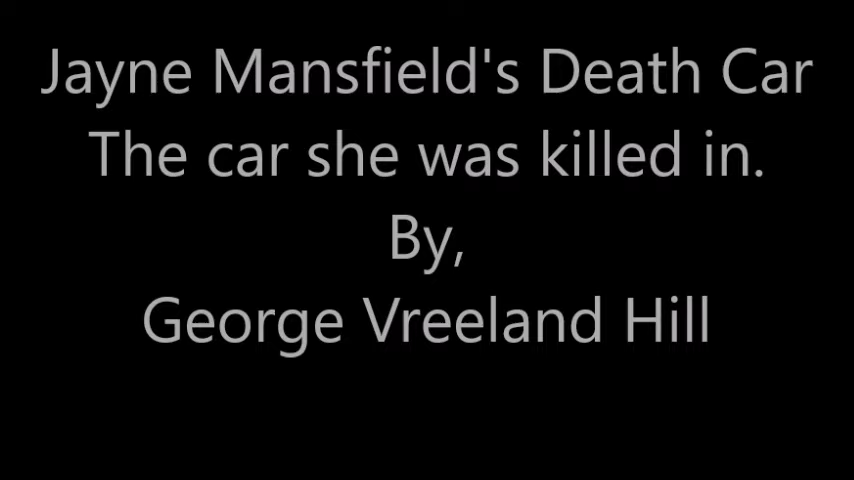 Jayne Mansfield's Death Car
The car she was killed in.
By,
George Vreeland Hill